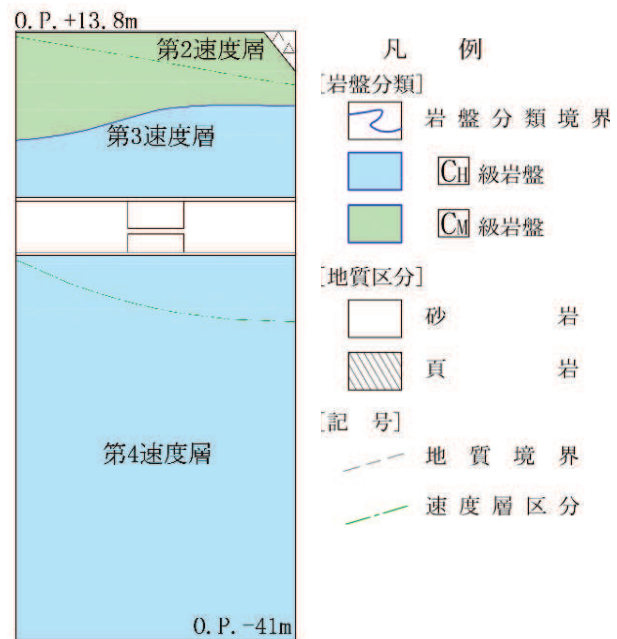 O.P.+13.8m
第2速度層
第3速度層
第4速度層
O.P.-41m
凡 例
[岩盤分類]
岩盤分類境界
CH 級岩盤
CM 級岩盤
[地質区分]
砂 岩
頁 岩
[記 号]
地質境界
速度層区分